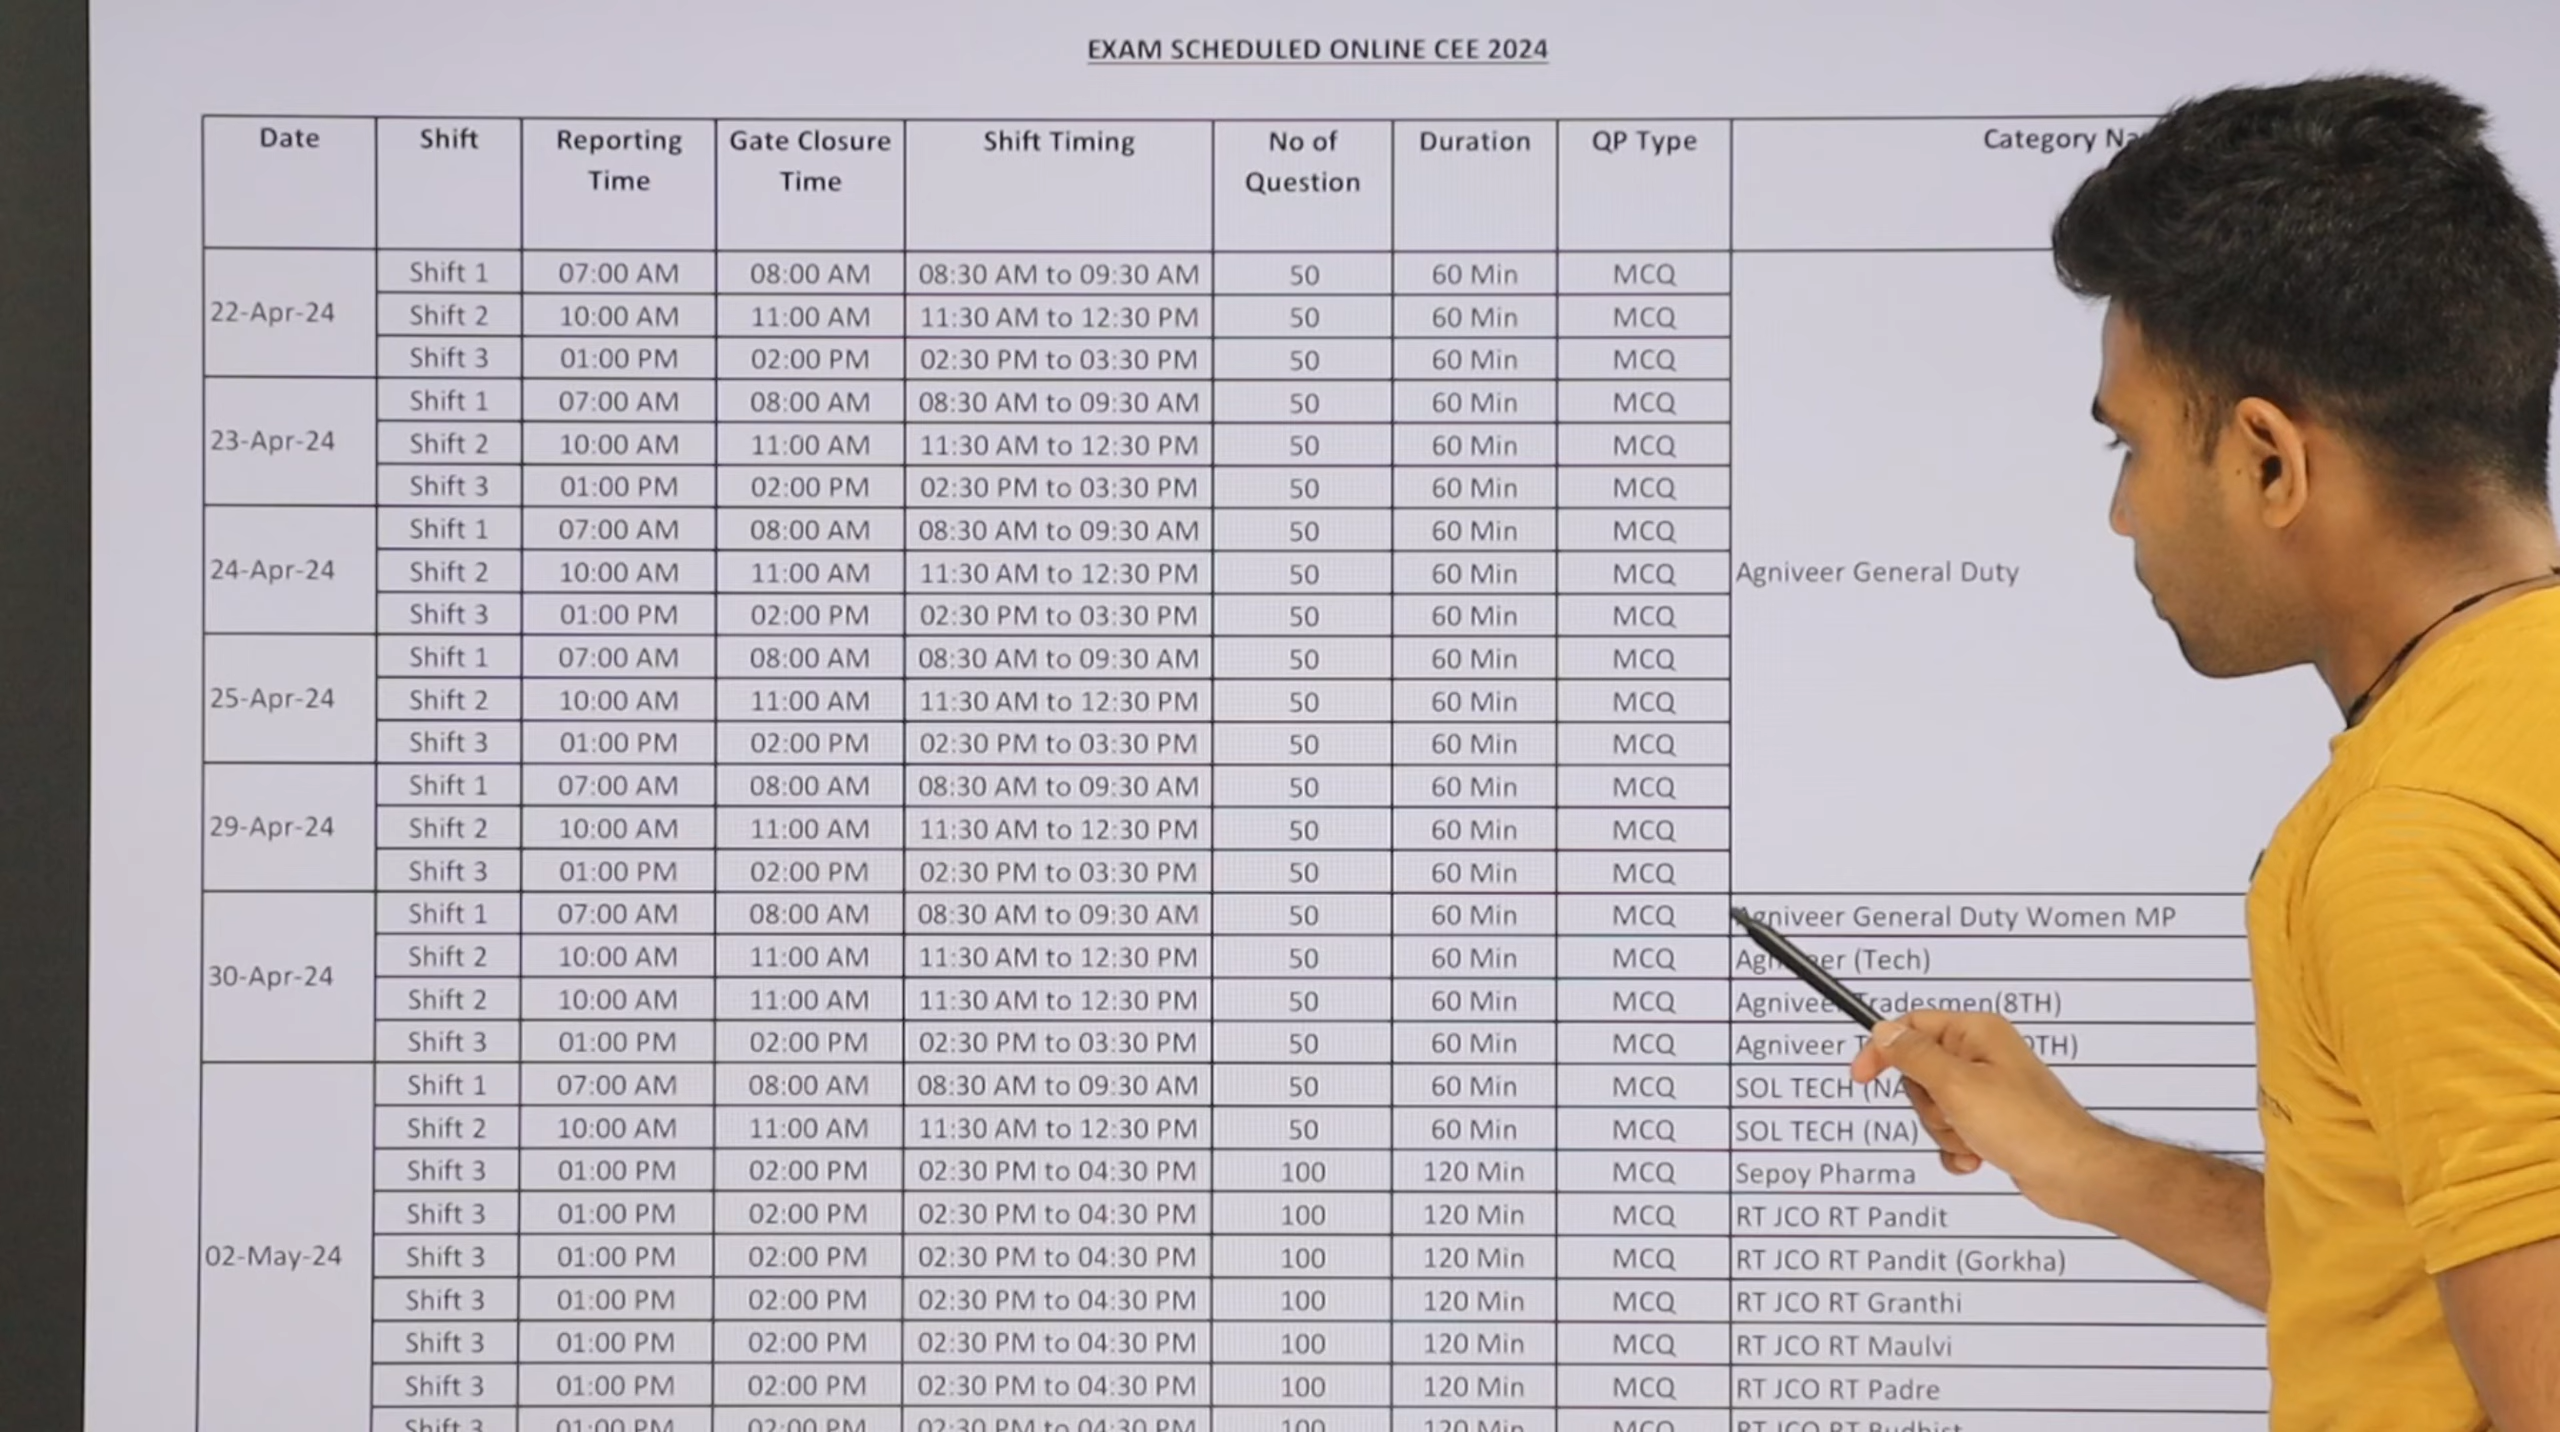 EXAM SCHEDULED ONLINE CEE 2024
Date Shift Reporting Time Gate Closure Time Shift Timing No of Question Duration QP Type Category
22-Apr-24
Shift 1 07:00 AM 08:00 AM 08:30 AM to 09:30 AM 50 60 Min MCQ
Shift 2 10:00 AM 11:00 AM 11:30 AM to 12:30 PM 50 60 Min MCQ
Shift 3 01:00 PM 02:00 PM 02:30 PM to 03:30 PM 50 60 Min MCQ
23-Apr-24
Shift 1 07:00 AM 08:00 AM 08:30 AM to 09:30 AM 50 60 Min MCQ
Shift 2 10:00 AM 11:00 AM 11:30 AM to 12:30 PM 50 60 Min MCQ
Shift 3 01:00 PM 02:00 PM 02:30 PM to 03:30 PM 50 60 Min MCQ
24-Apr-24
Shift 1 07:00 AM 08:00 AM 08:30 AM to 09:30 AM 50 60 Min MCQ
Shift 2 10:00 AM 11:00 AM 11:30 AM to 12:30 PM 50 60 Min MCQ Agniveer General Duty
Shift 3 01:00 PM 02:00 PM 02:30 PM to 03:30 PM 50 60 Min MCQ
25-Apr-24
Shift 1 07:00 AM 08:00 AM 08:30 AM to 09:30 AM 50 60 Min MCQ
Shift 2 10:00 AM 11:00 AM 11:30 AM to 12:30 PM 50 60 Min MCQ
Shift 3 01:00 PM 02:00 PM 02:30 PM to 03:30 PM 50 60 Min MCQ
29-Apr-24
Shift 1 07:00 AM 08:00 AM 08:30 AM to 09:30 AM 50 60 Min MCQ
Shift 2 10:00 AM 11:00 AM 11:30 AM to 12:30 PM 50 60 Min MCQ
Shift 3 01:00 PM 02:00 PM 02:30 PM to 03:30 PM 50 60 Min MCQ
30-Apr-24
Shift 1 07:00 AM 08:00 AM 08:30 AM to 09:30 AM 50 60 Min MCQ Agniveer General Duty Women MP
Shift 2 10:00 AM 11:00 AM 11:30 AM to 12:30 PM 50 60 Min MCQ Agniveer (Tech)
Shift 2 10:00 AM 11:00 AM 11:30 AM to 12:30 PM 50 60 Min MCQ Agniveer Tradesmen(8TH)
Shift 3 01:00 PM 02:00 PM 02:30 PM to 03:30 PM 50 60 Min MCQ Agniveer
02-May-24
Shift 1 07:00 AM 08:00 AM 08:30 AM to 09:30 AM 50 60 Min MCQ SOL TECH
Shift 2 10:00 AM 11:00 AM 11:30 AM to 12:30 PM 50 60 Min MCQ SOL TECH (NA)
Shift 3 01:00 PM 02:00 PM 02:30 PM to 04:30 PM 100 120 Min MCQ Sepoy Pharma
Shift 3 01:00 PM 02:00 PM 02:30 PM to 04:30 PM 100 120 Min MCQ RT JCO RT Pandit
Shift 3 01:00 PM 02:00 PM 02:30 PM to 04:30 PM 100 120 Min MCQ RT JCO RT Pandit (Gorkha)
Shift 3 01:00 PM 02:00 PM 02:30 PM to 04:30 PM 100 120 Min MCQ RT JCO RT Granthi
Shift 3 01:00 PM 02:00 PM 02:30 PM to 04:30 PM 100 120 Min MCQ RT JCO RT Maulvi
Shift 3 01:00 PM 02:00 PM 02:30 PM to 04:30 PM 100 120 Min MCQ RT JCO RT Padre
Shift 3 01:00 PM 02:00 PM 02:30 PM to 04:30 PM 100 120 Min MCQ RT JCO RT Budhist